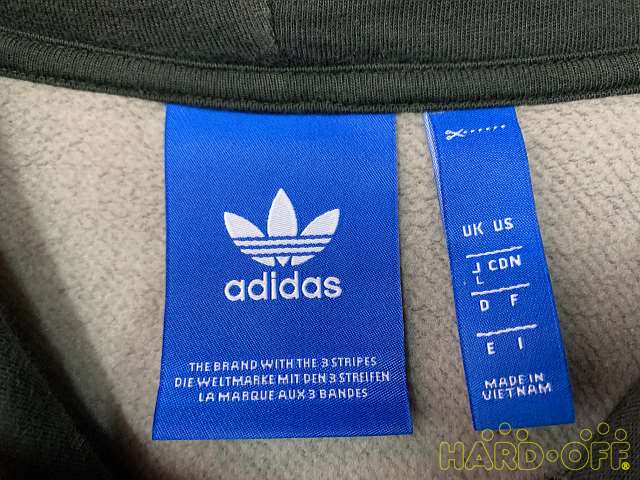 adidas
THE BRAND WITH THE 3 STRIPES
DIE WELTMARKE MIT DEN 3 STREIFEN
LA MARQUE AUX 3 BANDES
UK US
J CDN
L
D F
E I
MADE IN
VIETNAM
HARD·OFF